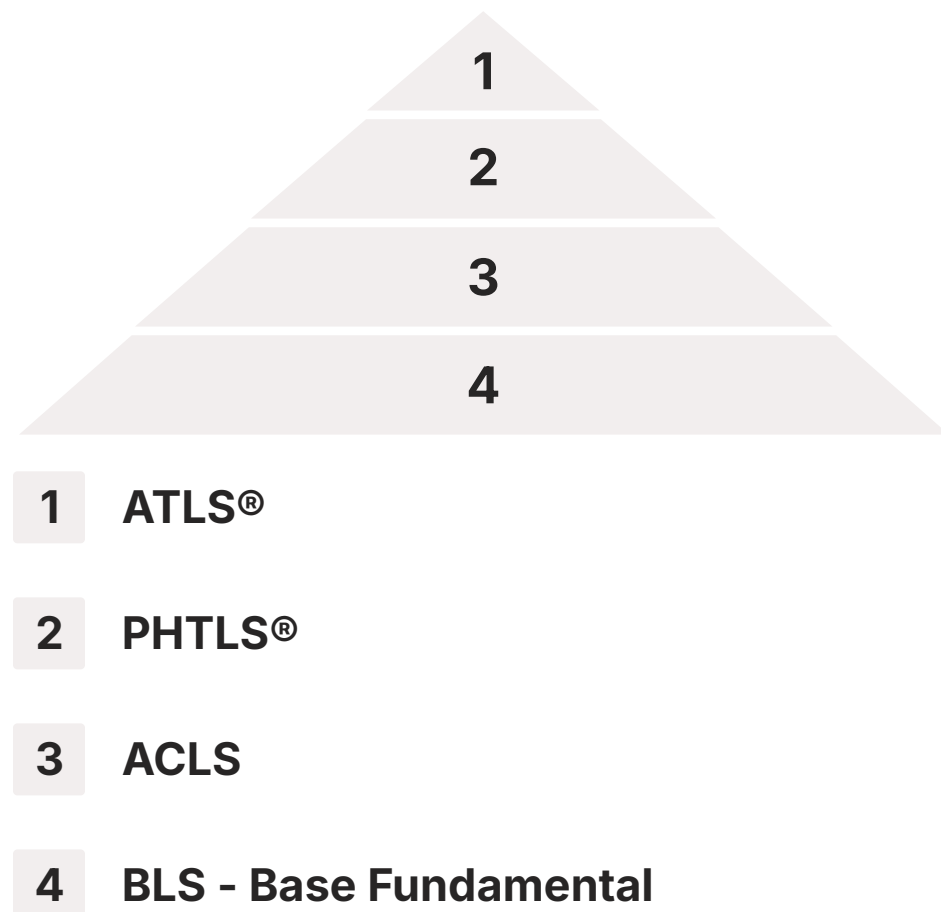 1
2
3
4
1 ATLS®
2 PHTLS®
3 ACLS
4 BLS - Base Fundamental